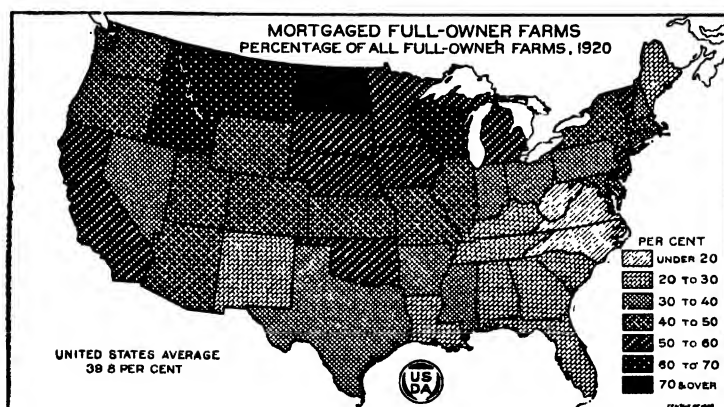 MORTGAGED FULL-OWNER FARMS
PERCENTAGE OF ALL FULL-OWNER FARMS, 1920
PER CENT
UNDER 20
20 TO 30
30 TO 40
40 TO 50
50 TO 60
60 TO 70
70 & OVER
UNITED STATES AVERAGE
39 8 PER CENT
US
DA